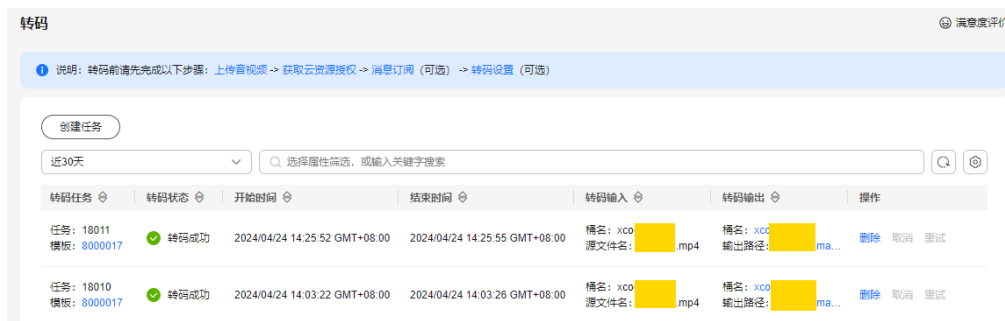 转码
满意度评价
说明：转码前请先完成以下步骤：上传音视频 -> 获取云资源授权 -> 消息订阅（可选） -> 转码设置（可选）
创建任务
近30天 选择属性筛选，或输入关键字搜索
转码任务 转码状态 开始时间 结束时间 转码输入 转码输出 操作
任务：18011 桶名：xco 桶名：xco
转码成功 2024/04/24 14:25:52 GMT+08:00 2024/04/24 14:25:55 GMT+08:00 删除 取消 重试
模板：8000017 源文件名： .mp4 输出路径： ma...
任务：18010 桶名：xco 桶名：xco
转码成功 2024/04/24 14:03:22 GMT+08:00 2024/04/24 14:03:26 GMT+08:00 删除 取消 重试
模板：8000017 源文件名： .mp4 输出路径： ma...